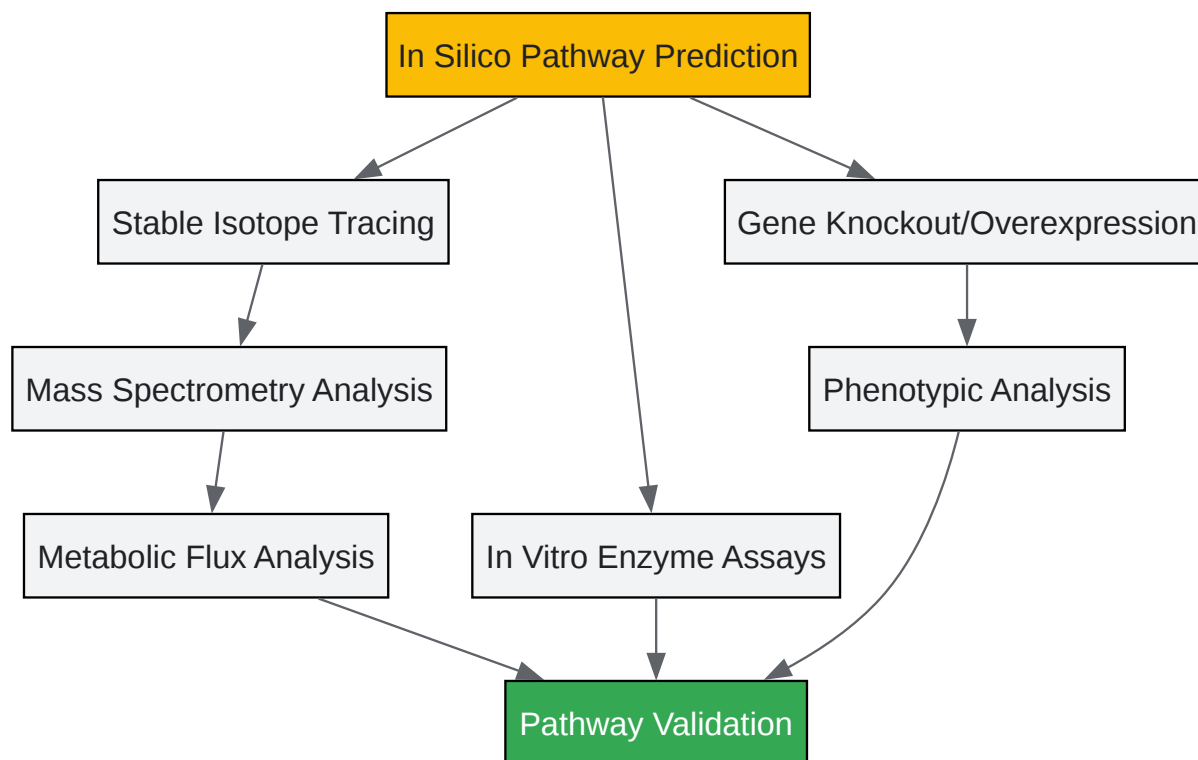 In Silico Pathway Prediction
Stable Isotope Tracing
Gene Knockout/Overexpression
Mass Spectrometry Analysis
Phenotypic Analysis
Metabolic Flux Analysis
In Vitro Enzyme Assays
Pathway Validation